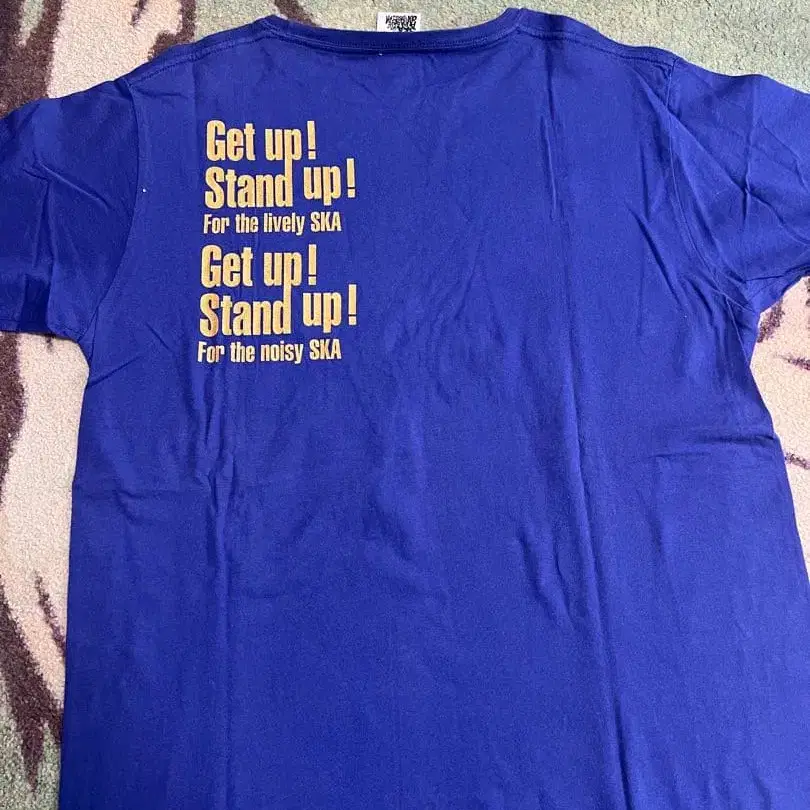 Get up!
Stand up!
For the lively SKA
Get up!
Stand up!
For the noisy SKA